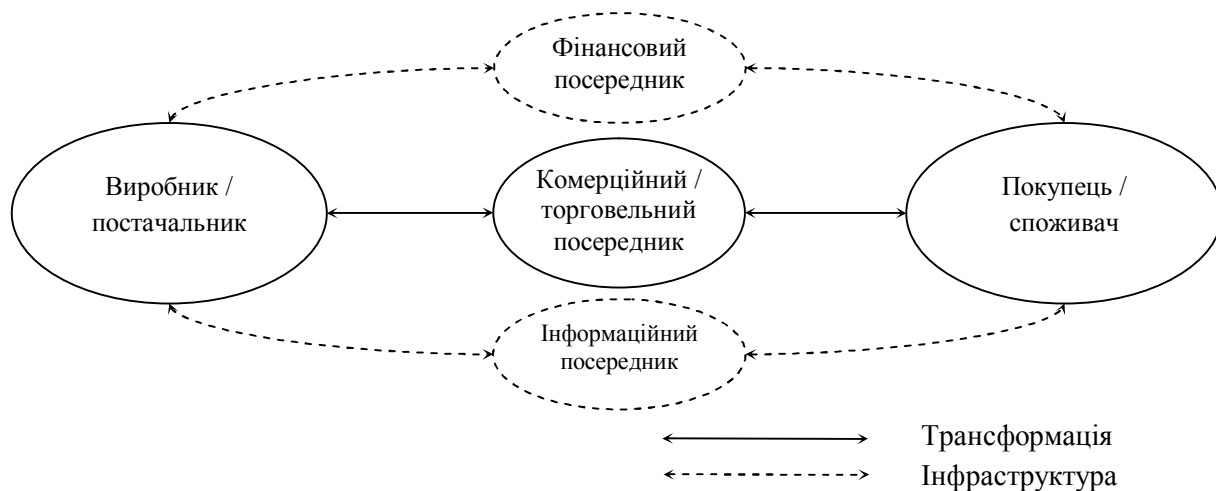 Фінансовий
посередник
Виробник /
постачальник
Комерційний /
торговельний
посередник
Покупець /
споживач
Інформаційний
посередник
Трансформація
Інфраструктура